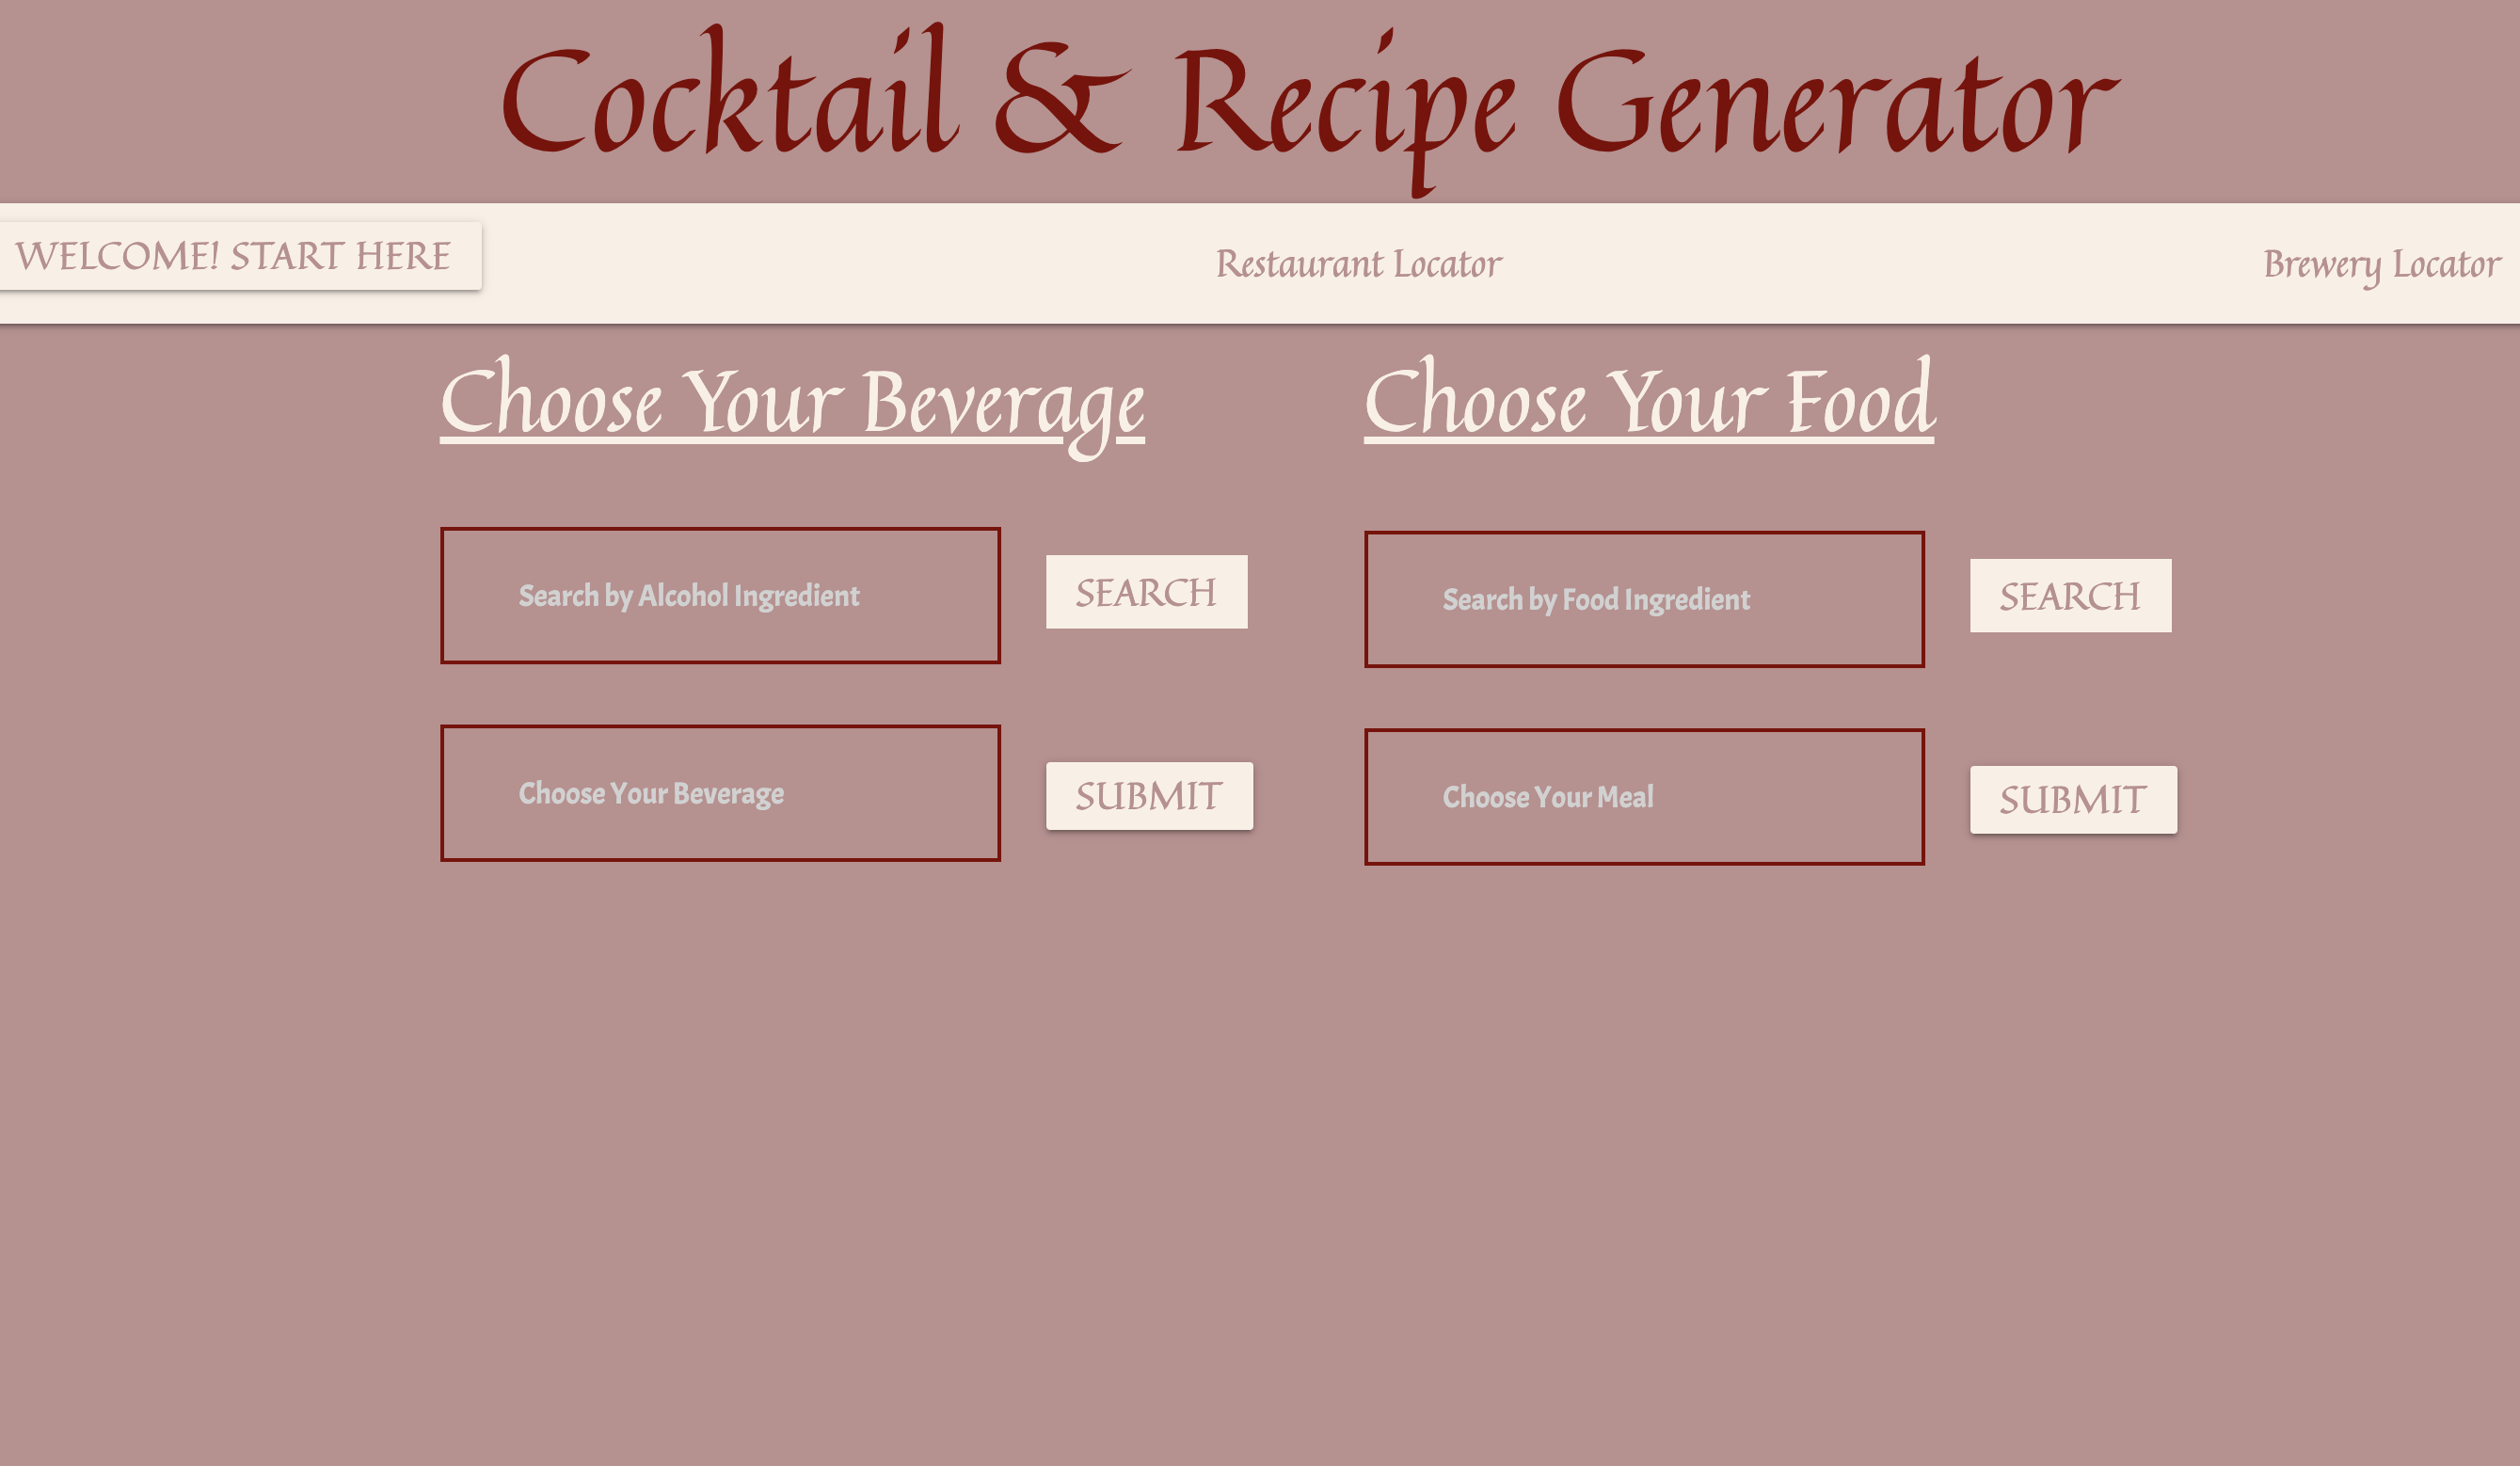 Cocktail & Recipe Generator
WELCOME! START HERE
Restaurant Locator
Brewery Locator
Choose Your Beverage
Search by Alcohol Ingredient
SEARCH
Choose Your Beverage
SUBMIT
Choose Your Food
Search by Food Ingredient
SEARCH
Choose Your Meal
SUBMIT